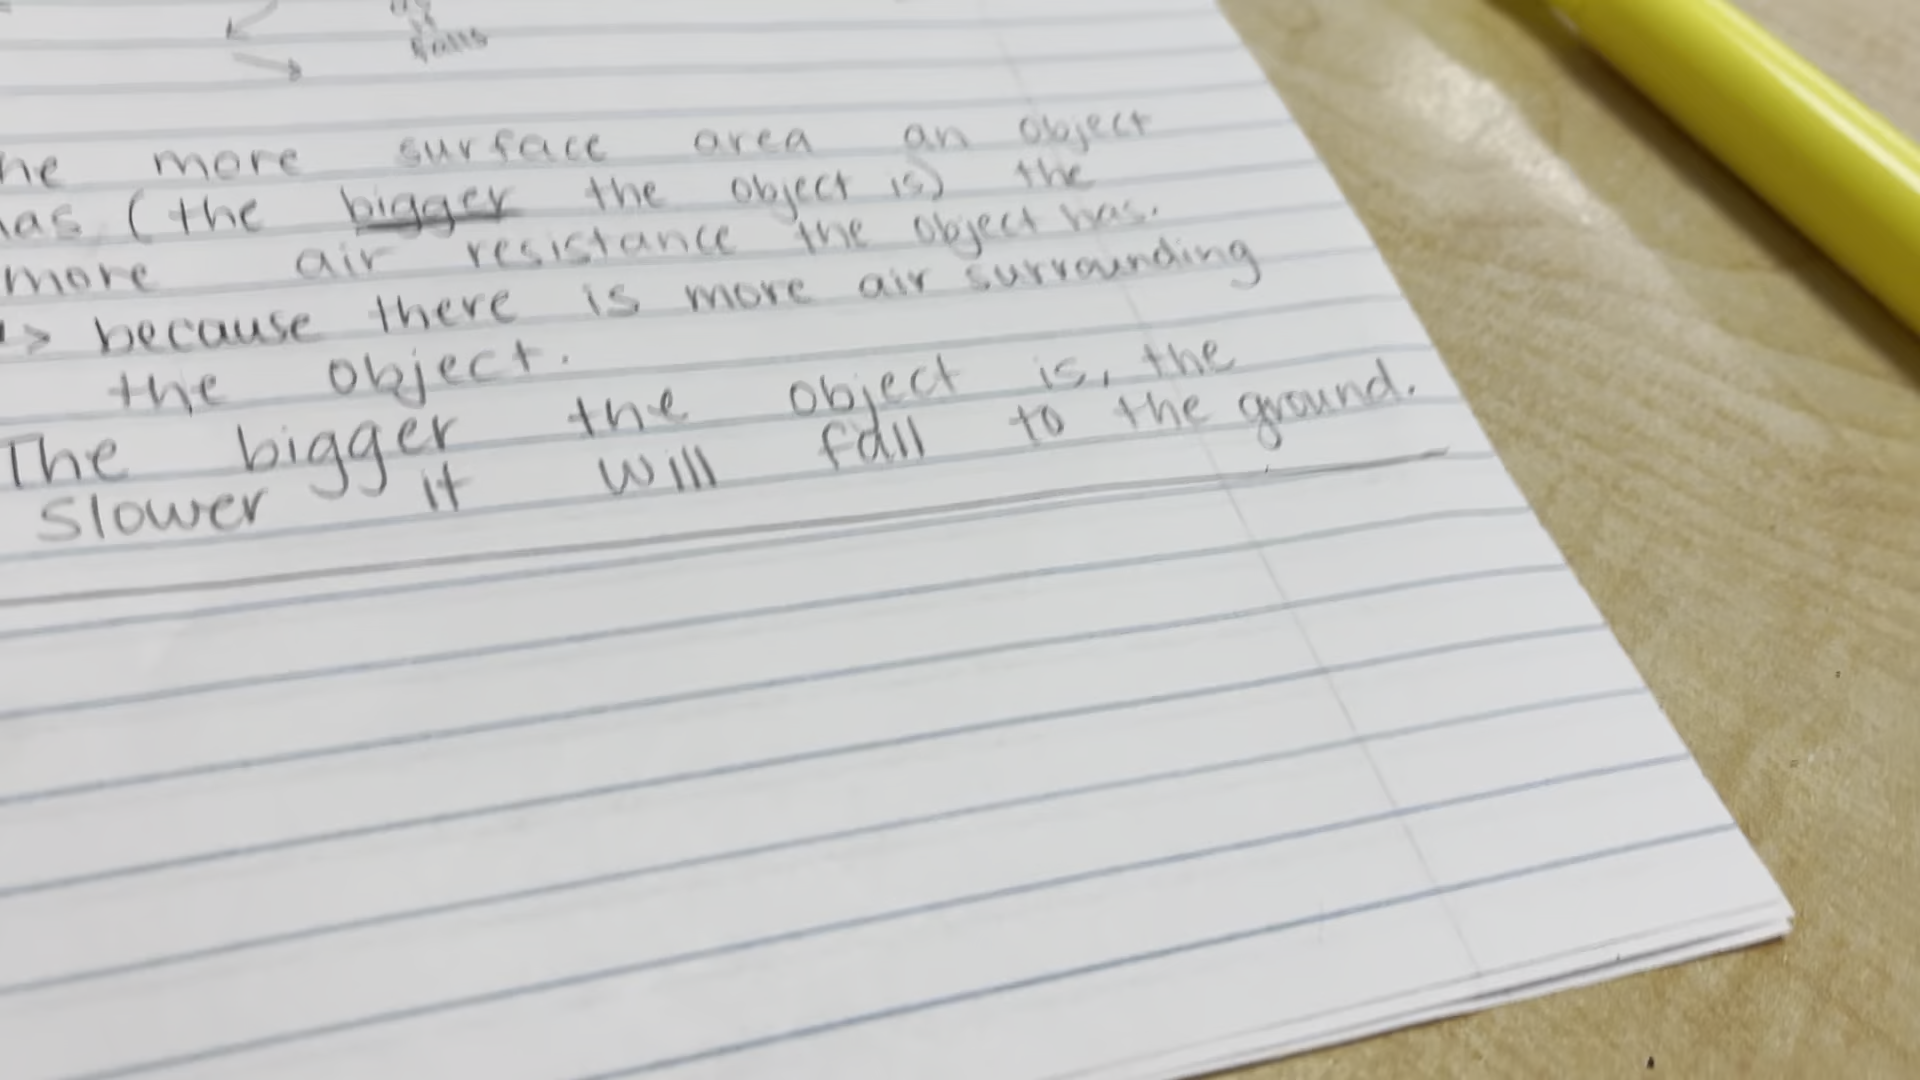 falls
he more surface area an object
has (the bigger the object is) the
more air resistance the object has.
> because there is more air surrounding
the object.
The bigger the object is, the
slower it will fall to the ground.